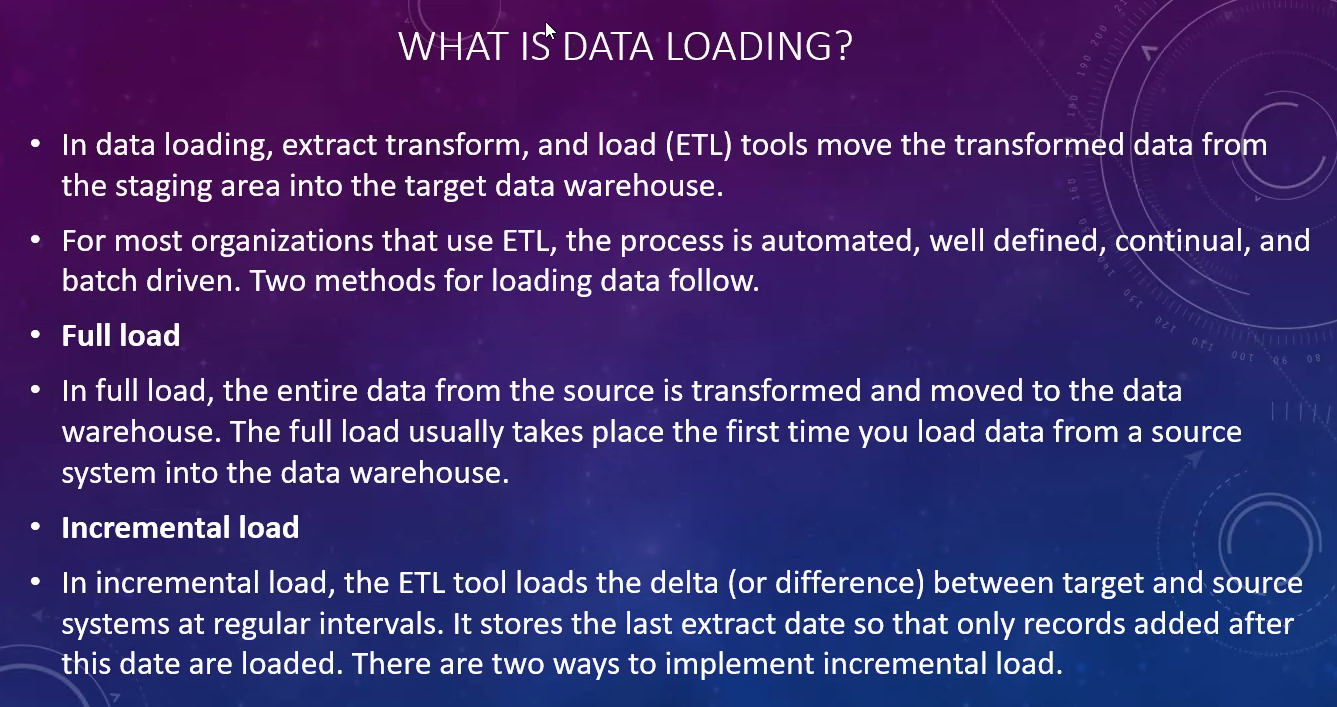 WHAT IS DATA LOADING?
• In data loading, extract transform, and load (ETL) tools move the transformed data from
the staging area into the target data warehouse.
• For most organizations that use ETL, the process is automated, well defined, continual, and
batch driven. Two methods for loading data follow.
• Full load
• In full load, the entire data from the source is transformed and moved to the data
warehouse. The full load usually takes place the first time you load data from a source
system into the data warehouse.
• Incremental load
• In incremental load, the ETL tool loads the delta (or difference) between target and source
systems at regular intervals. It stores the last extract date so that only records added after
this date are loaded. There are two ways to implement incremental load.